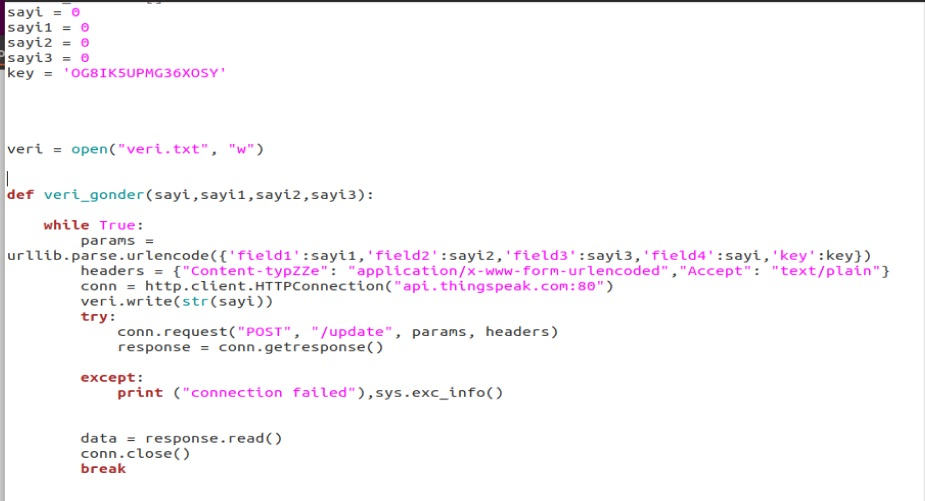 sayi = 0
sayi1 = 0
sayi2 = 0
sayi3 = 0
key = 'OG8IK5UPMG36XOSY'
veri = open("veri.txt", "w")
def veri_gonder(sayi,sayi1,sayi2,sayi3):
while True:
params =
urllib.parse.urlencode({'field1':sayi1,'field2':sayi2,'field3':sayi3,'field4':sayi,'key':key})
headers = {"Content-typZZe": "application/x-www-form-urlencoded","Accept": "text/plain"}
conn = http.client.HTTPConnection("api.thingspeak.com:80")
veri.write(str(sayi))
try:
conn.request("POST", "/update", params, headers)
response = conn.getresponse()
except:
print ("connection failed"),sys.exc_info()
data = response.read()
conn.close()
break